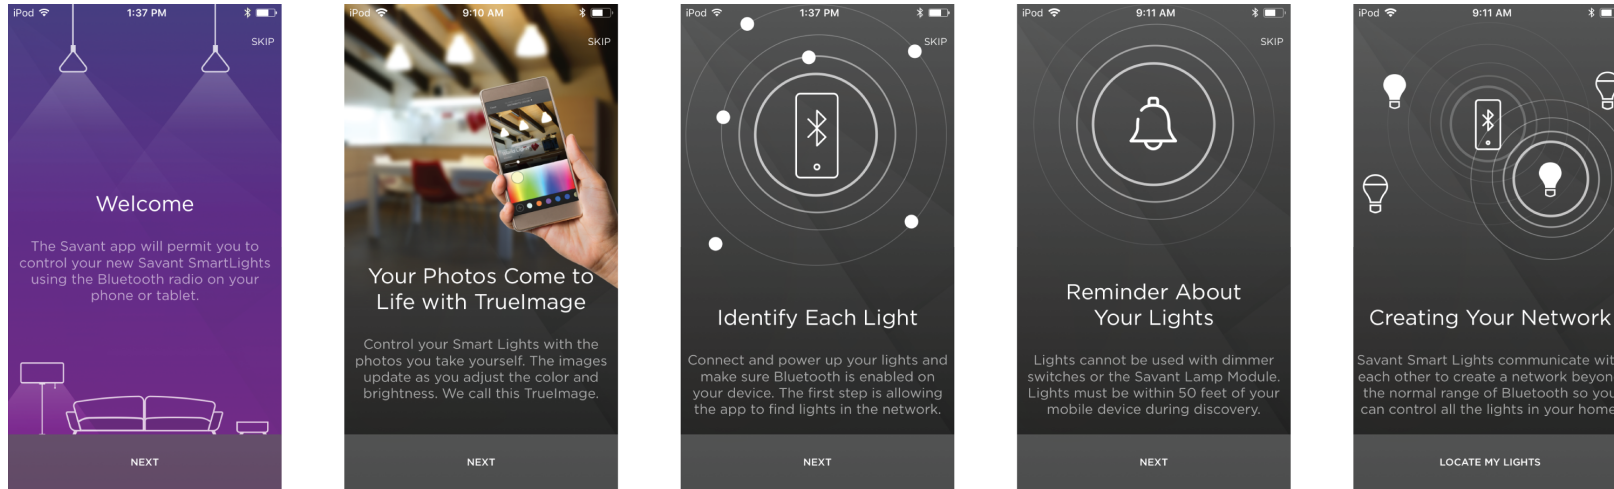 iPod 1:37 PM
SKIP
Welcome
The Savant app will permit you to
control your new Savant SmartLights
using the Bluetooth radio on your
phone or tablet.
NEXT
iPod 9:10 AM
SKIP
Your Photos Come to
Life with TrueImage
Control your Smart Lights with the
photos you take yourself. The images
update as you adjust the color and
brightness. We call this TrueImage.
NEXT
iPod 1:37 PM
SKIP
Identify Each Light
Connect and power up your lights and
make sure Bluetooth is enabled on
your device. The first step is allowing
the app to find lights in the network.
NEXT
iPod 9:11 AM
SKIP
Reminder About
Your Lights
Lights cannot be used with dimmer
switches or the Savant Lamp Module.
Lights must be within 50 feet of your
mobile device during discovery.
NEXT
iPod 9:11 AM
Creating Your Network
Savant Smart Lights communicate wit
each other to create a network beyon
the normal range of Bluetooth so you
can control all the lights in your home
LOCATE MY LIGHTS